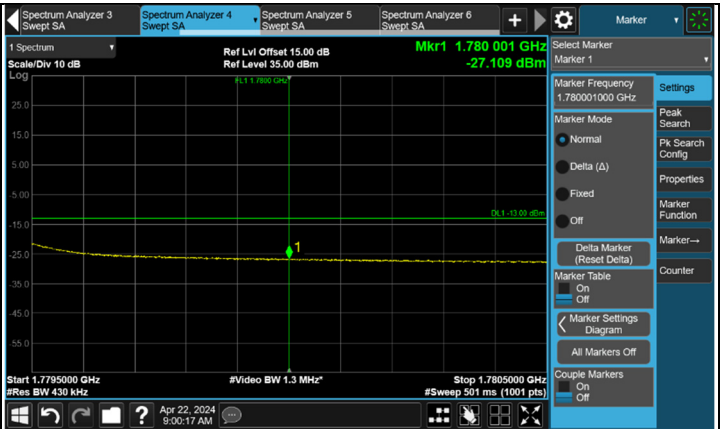 Spectrum Analyzer 3
Swept SA
Spectrum Analyzer 4
Swept SA
Spectrum Analyzer 5
Swept SA
Spectrum Analyzer 6
Swept SA
+
Marker
1 Spectrum
Scale/Div 10 dB
Log
Ref Lvl Offset 15.00 dB
Ref Level 35.00 dBm
Mkr1 1.780 001 GHz
-27.109 dBm
FL1 1.7800 GHz
25.0
15.0
5.00
-5.00
-15.0
-25.0
-35.0
-45.0
-55.0
DL1 -13.00 dBm
1
Start 1.7795000 GHz
#Res BW 430 kHz
#Video BW 1.3 MHz*
Stop 1.7805000 GHz
#Sweep 501 ms (1001 pts)
Select Marker
Marker 1
Marker Frequency
1.780001000 GHz
Marker Mode
Normal
Delta (Δ)
Fixed
Off
Delta Marker
(Reset Delta)
Marker Table
On
Off
Marker Settings
Diagram
All Markers Off
Couple Markers
On
Off
Settings
Peak
Search
Pk Search
Config
Properties
Marker
Function
Marker→
Counter
?
Apr 22, 2024
9:00:17 AM